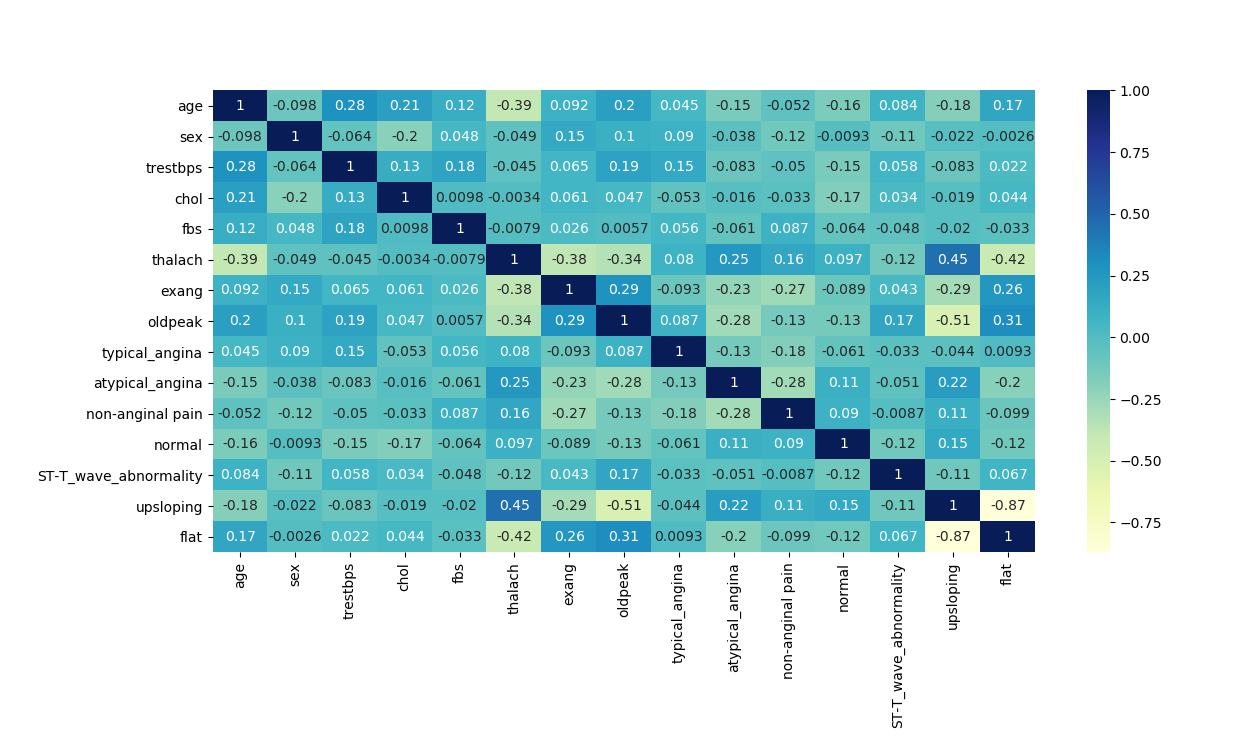 age 1 -0.098 0.28 0.21 0.12 -0.39 0.092 0.2 0.045 -0.15 -0.052 -0.16 0.084 -0.18 0.17
sex -0.098 1 -0.064 -0.2 0.048 -0.049 0.15 0.1 0.09 -0.038 -0.12 -0.0093 -0.11 -0.022 -0.0026
trestbps 0.28 -0.064 1 0.13 0.18 -0.045 0.065 0.19 0.15 -0.083 -0.05 -0.15 0.058 -0.083 0.022
chol 0.21 -0.2 0.13 1 0.0098 -0.0034 0.061 0.047 -0.053 -0.016 -0.033 -0.17 0.034 -0.019 0.044
fbs 0.12 0.048 0.18 0.0098 1 -0.0079 0.026 0.0057 0.056 -0.061 0.087 -0.064 -0.048 -0.02 -0.033
thalach -0.39 -0.049 -0.045 -0.0034 -0.0079 1 -0.38 -0.34 0.08 0.25 0.16 0.097 -0.12 0.45 -0.42
exang 0.092 0.15 0.065 0.061 0.026 -0.38 1 0.29 -0.093 -0.23 -0.27 -0.089 0.043 -0.29 0.26
oldpeak 0.2 0.1 0.19 0.047 0.0057 -0.34 0.29 1 0.087 -0.28 -0.13 -0.13 0.17 -0.51 0.31
typical_angina 0.045 0.09 0.15 -0.053 0.056 0.08 -0.093 0.087 1 -0.13 -0.18 -0.061 -0.033 -0.044 0.0093
atypical_angina -0.15 -0.038 -0.083 -0.016 -0.061 0.25 -0.23 -0.28 -0.13 1 -0.28 0.11 -0.051 0.22 -0.2
non-anginal pain -0.052 -0.12 -0.05 -0.033 0.087 0.16 -0.27 -0.13 -0.18 -0.28 1 0.09 -0.0087 0.11 -0.099
normal -0.16 -0.0093 -0.15 -0.17 -0.064 0.097 -0.089 -0.13 -0.061 0.11 0.09 1 -0.12 0.15 -0.12
ST-T_wave_abnormality 0.084 -0.11 0.058 0.034 -0.048 -0.12 0.043 0.17 -0.033 -0.051 -0.0087 -0.12 1 -0.11 0.067
upsloping -0.18 -0.022 -0.083 -0.019 -0.02 0.45 -0.29 -0.51 -0.044 0.22 0.11 0.15 -0.11 1 -0.87
flat 0.17 -0.0026 0.022 0.044 -0.033 -0.42 0.26 0.31 0.0093 -0.2 -0.099 -0.12 0.067 -0.87 1
age
sex
trestbps
chol
fbs
thalach
exang
oldpeak
typical_angina
atypical_angina
non-anginal pain
normal
ST-T_wave_abnormality
upsloping
flat
1.00
0.75
0.50
0.25
0.00
−0.25
−0.50
−0.75